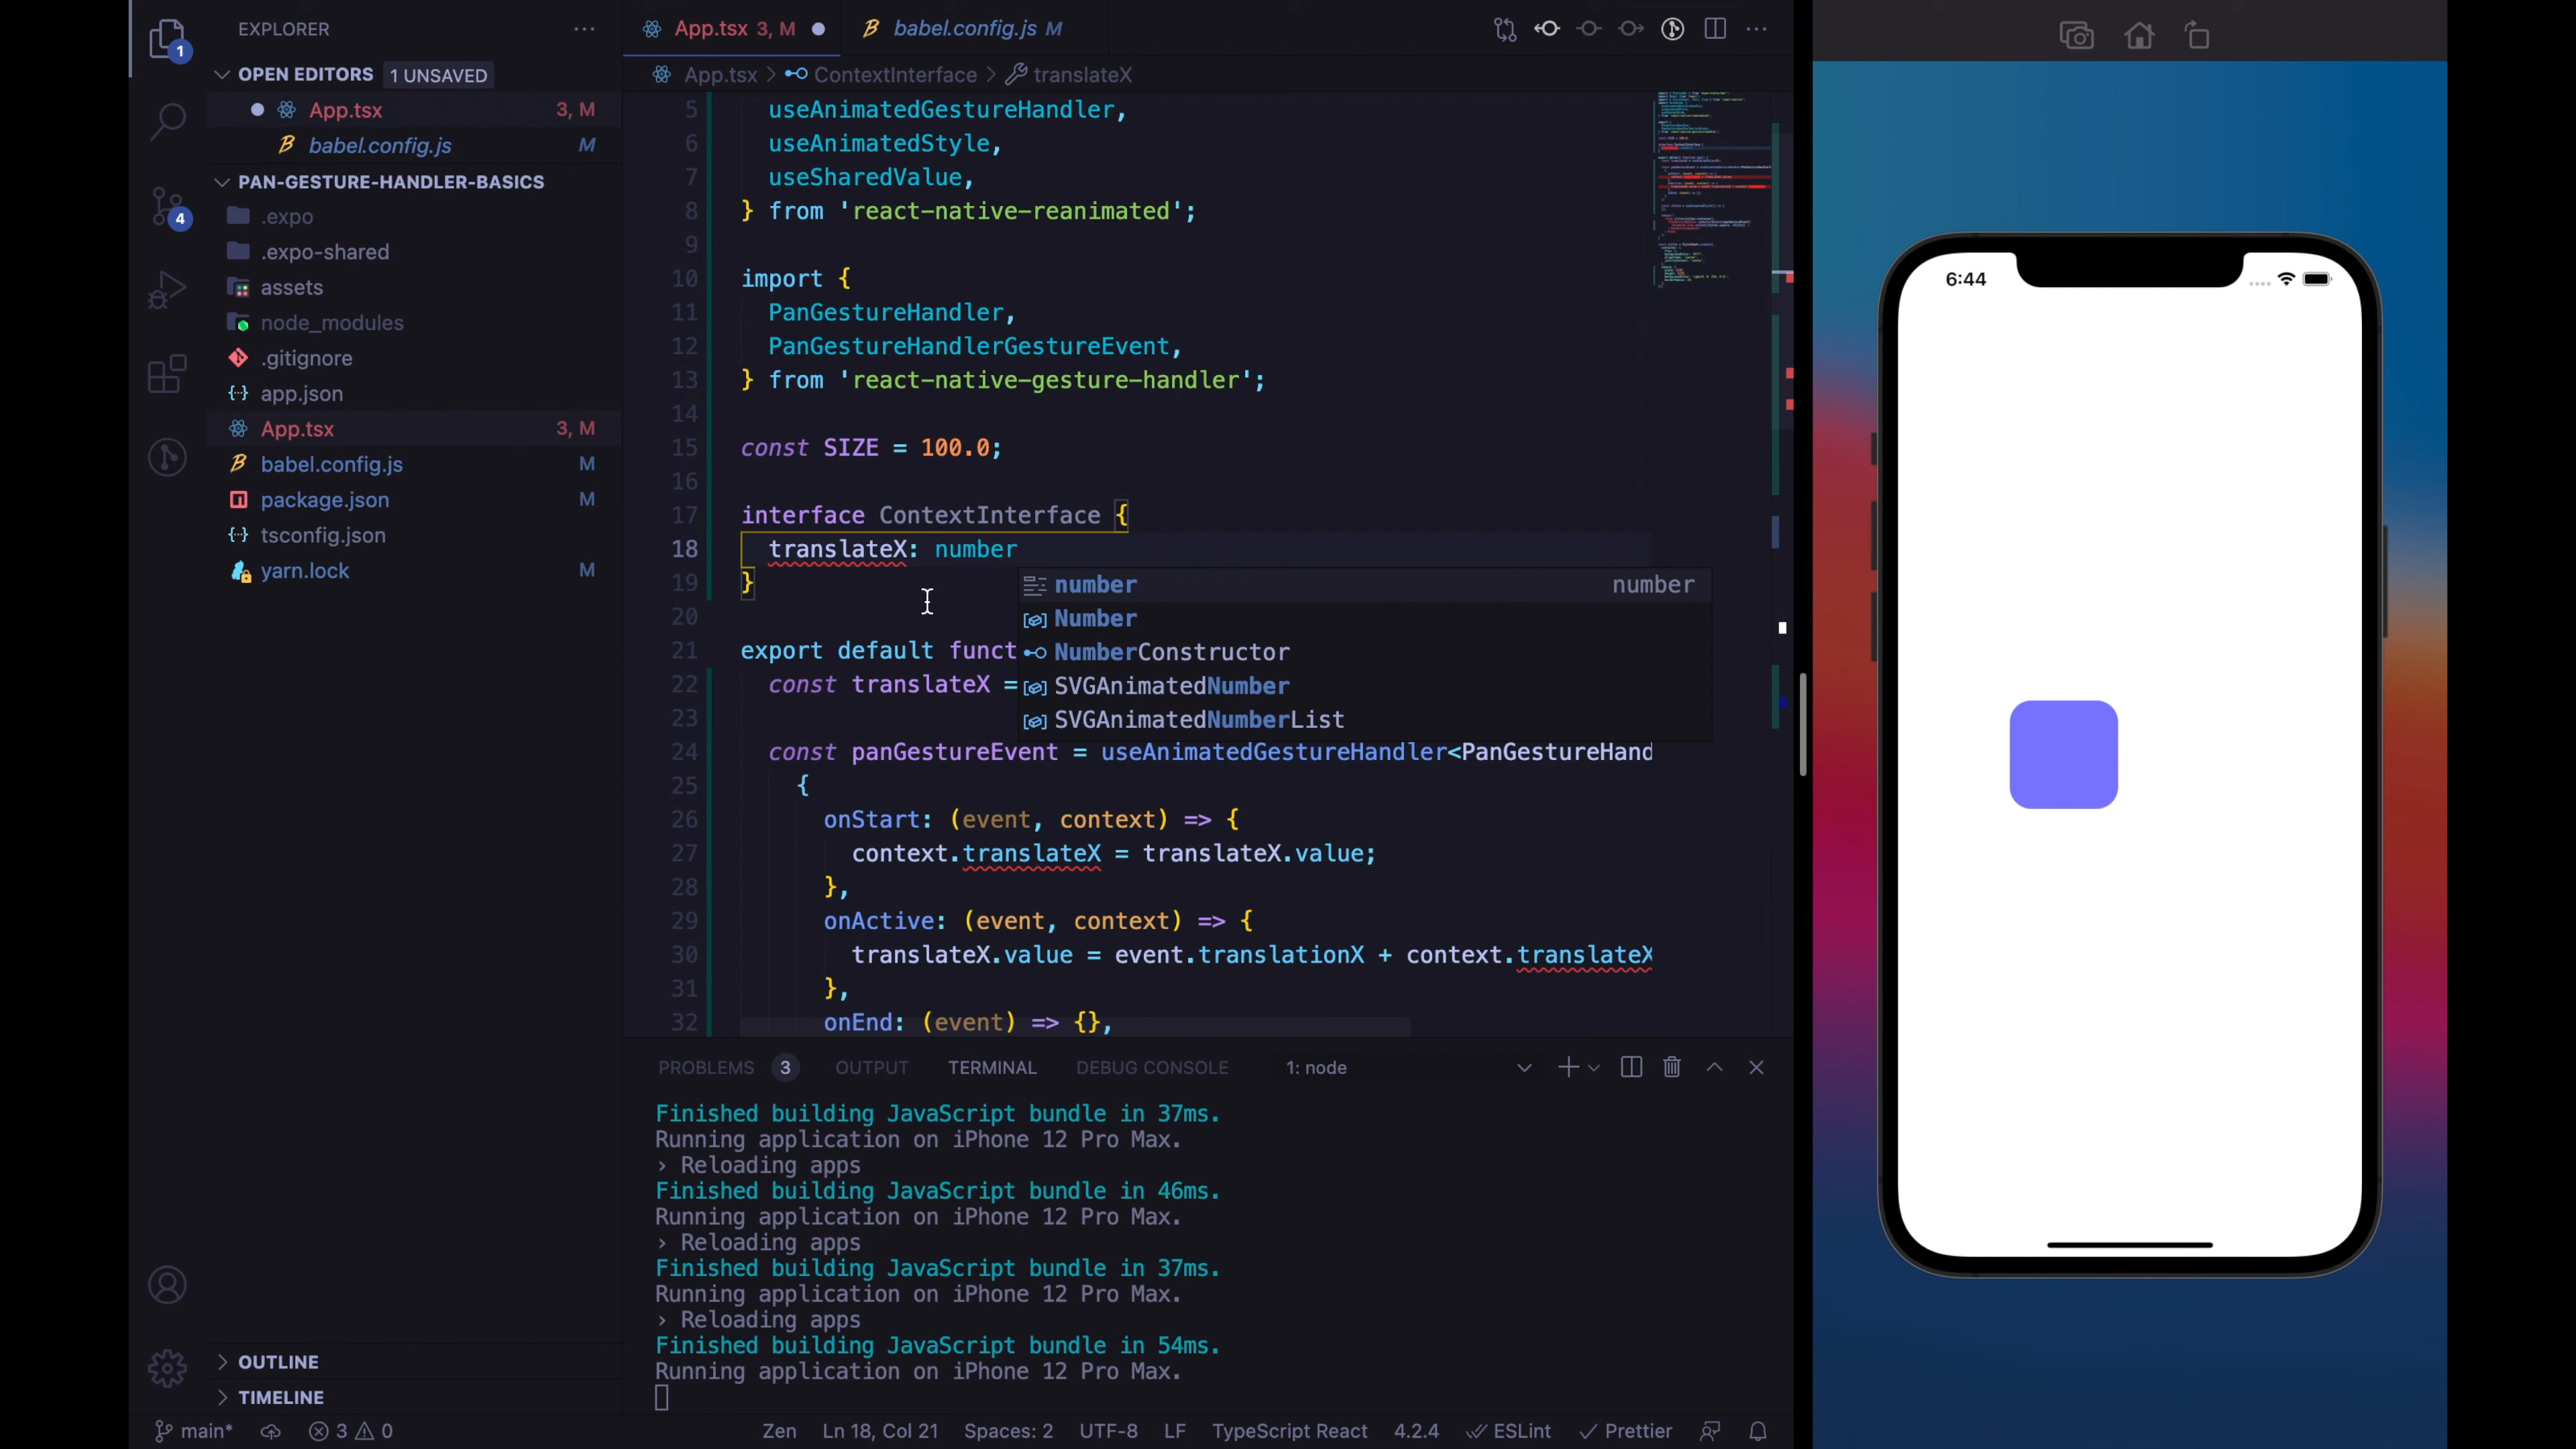 EXPLORER
OPEN EDITORS 1 UNSAVED
App.tsx 3, M
babel.config.js M
PAN-GESTURE-HANDLER-BASICS
.expo
.expo-shared
assets
node_modules
.gitignore
app.json
App.tsx 3, M
babel.config.js M
package.json M
tsconfig.json
yarn.lock M
OUTLINE
TIMELINE
1
4
App.tsx 3, M
babel.config.js M
App.tsx > ContextInterface > translateX
5 useAnimatedGestureHandler,
6 useAnimatedStyle,
7 useSharedValue,
8 } from 'react-native-reanimated';
9
10 import {
11 PanGestureHandler,
12 PanGestureHandlerGestureEvent,
13 } from 'react-native-gesture-handler';
14
15 const SIZE = 100.0;
16
17 interface ContextInterface {
18 translateX: number
19 }
20
21 export default funct
22 const translateX =
23
24 const panGestureEvent = useAnimatedGestureHandler<PanGestureHand
25 {
26 onStart: (event, context) => {
27 context.translateX = translateX.value;
28 },
29 onActive: (event, context) => {
30 translateX.value = event.translationX + context.translateX
31 },
32 onEnd: (event) => {},
number number
Number
NumberConstructor
SVGAnimatedNumber
SVGAnimatedNumberList
PROBLEMS 3 OUTPUT TERMINAL DEBUG CONSOLE 1: node
Finished building JavaScript bundle in 37ms.
Running application on iPhone 12 Pro Max.
› Reloading apps
Finished building JavaScript bundle in 46ms.
Running application on iPhone 12 Pro Max.
› Reloading apps
Finished building JavaScript bundle in 37ms.
Running application on iPhone 12 Pro Max.
› Reloading apps
Finished building JavaScript bundle in 54ms.
Running application on iPhone 12 Pro Max.
main* 3 0 Zen Ln 18, Col 21 Spaces: 2 UTF-8 LF TypeScript React 4.2.4 ESLint Prettier
6:44